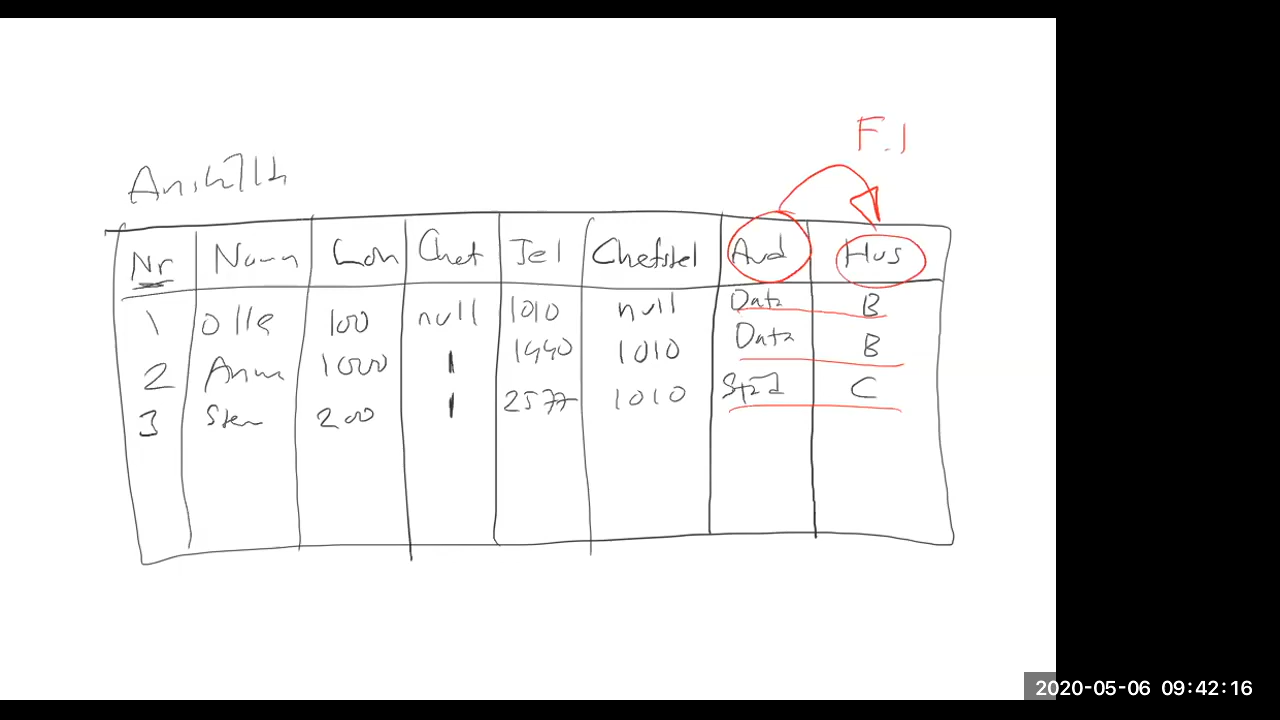 F.
Anställd
Nr Namn Lön Chef Tel Chefstel Avd Hus
1 Olle 100 null 1010 null Data B
2 Anna 1000 1 1440 1010 Data B
3 Sten 200 1 2577 1010 C
2020-05-06 09:42:16